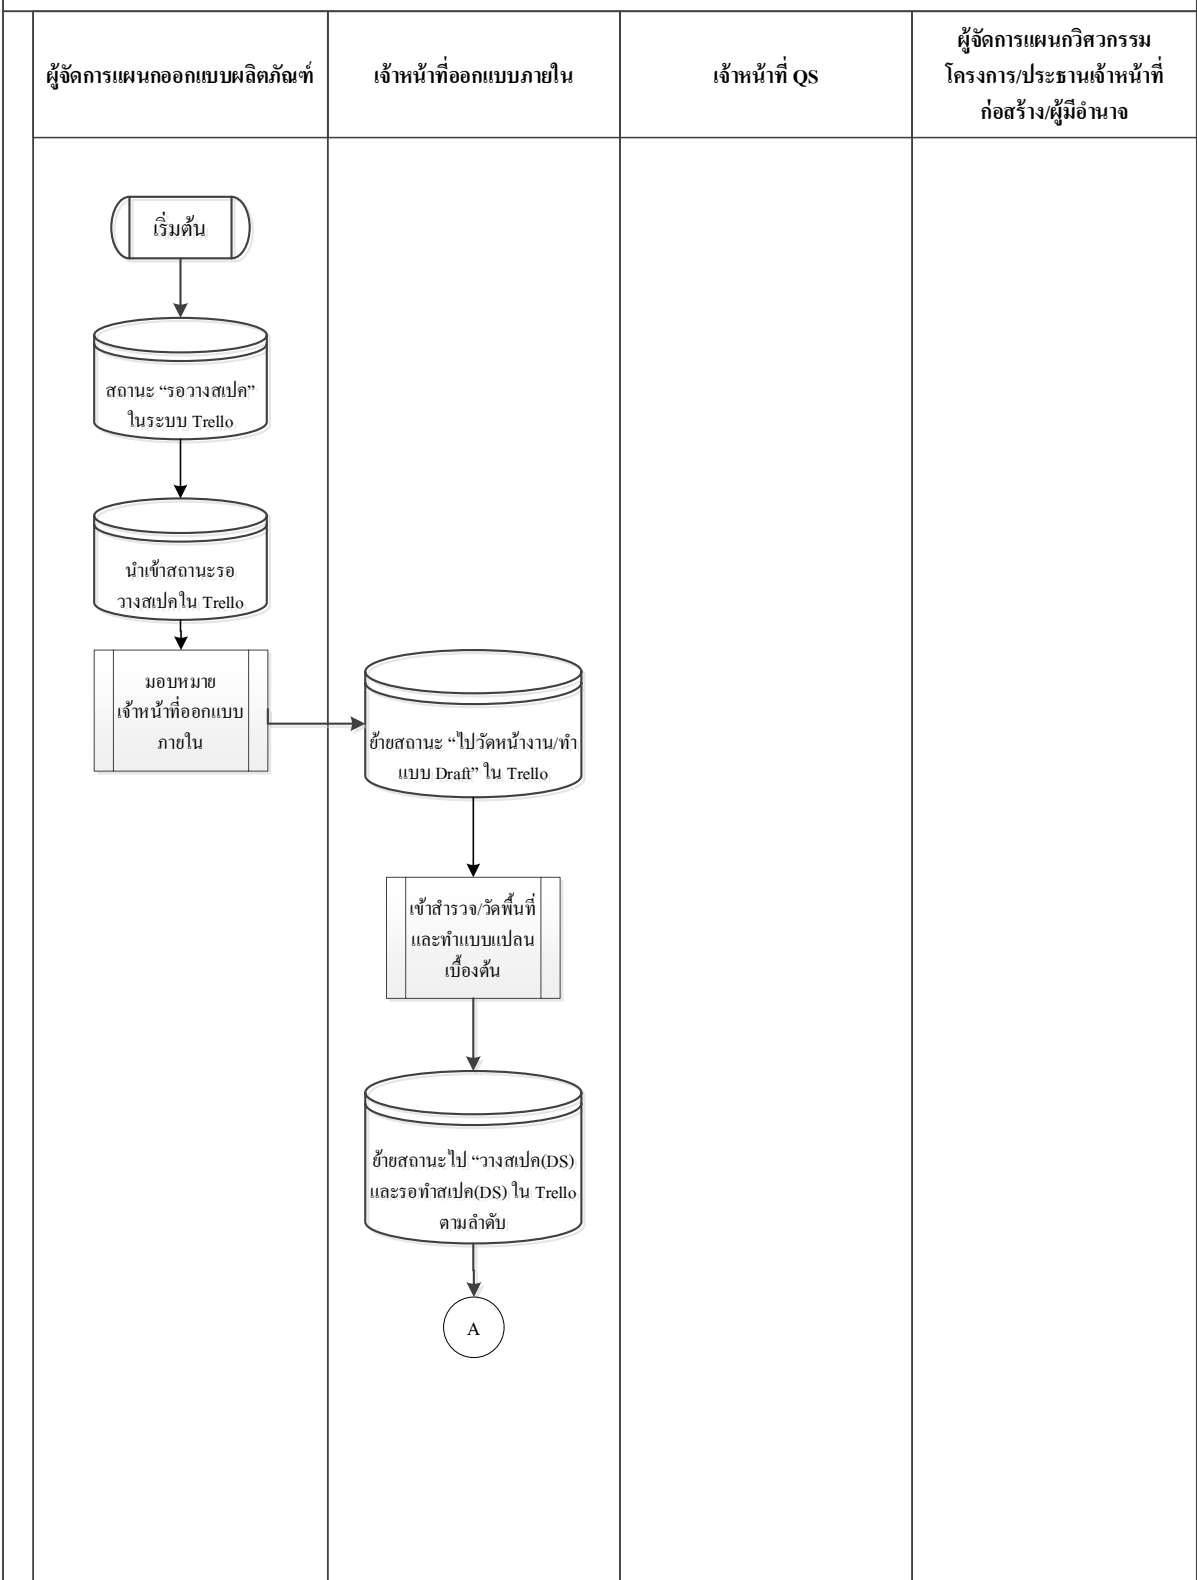 ผู้จัดการแผนกออกแบบผลิตภัณฑ์
เจ้าหน้าที่ออกแบบภายใน
เจ้าหน้าที่ QS
ผู้จัดการแผนกวิศวกรรม
โครงการ/ประธานเจ้าหน้าที่
ก่อสร้าง/ผู้มีอำนาจ
เริ่มต้น
สถานะ “รอวางสเปค”
ในระบบ Trello
นำเข้าสถานะรอ
วางสเปคใน Trello
มอบหมาย
เจ้าหน้าที่ออกแบบ
ภายใน
ย้ายสถานะ “ไปวัดหน้างาน/ทำ
แบบ Draft” ใน Trello
เข้าสำรวจ/วัดพื้นที่
และทำแบบแปลน
เบื้องต้น
ย้ายสถานะไป “วางสเปค(DS)
และรอทำสเปค(DS) ใน Trello
ตามลำดับ
A